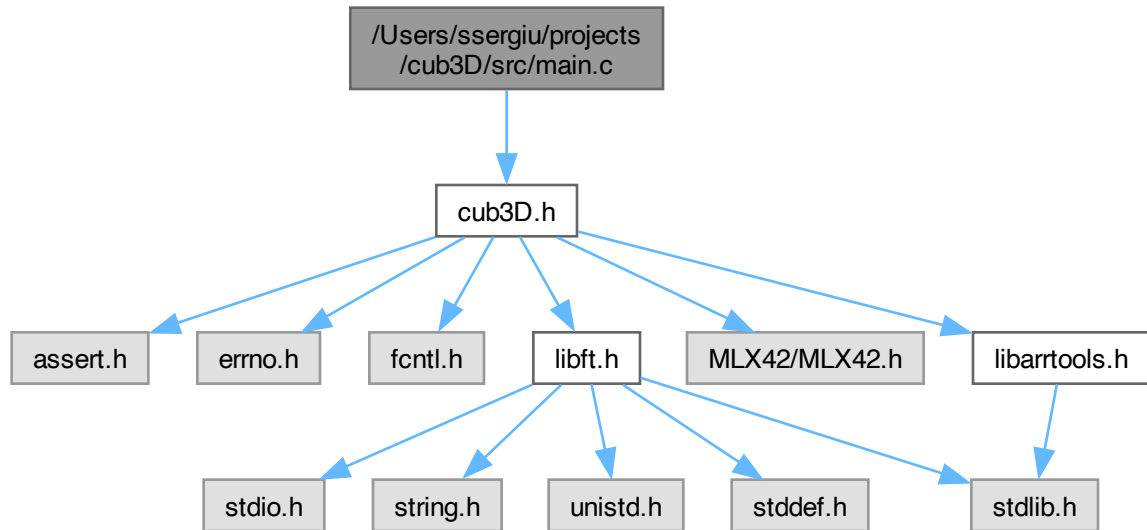 /Users/ssergiu/projects
/cub3D/src/main.c
cub3D.h
assert.h
errno.h
fcntl.h
libft.h
MLX42/MLX42.h
libarrtools.h
stdio.h
string.h
unistd.h
stddef.h
stdlib.h